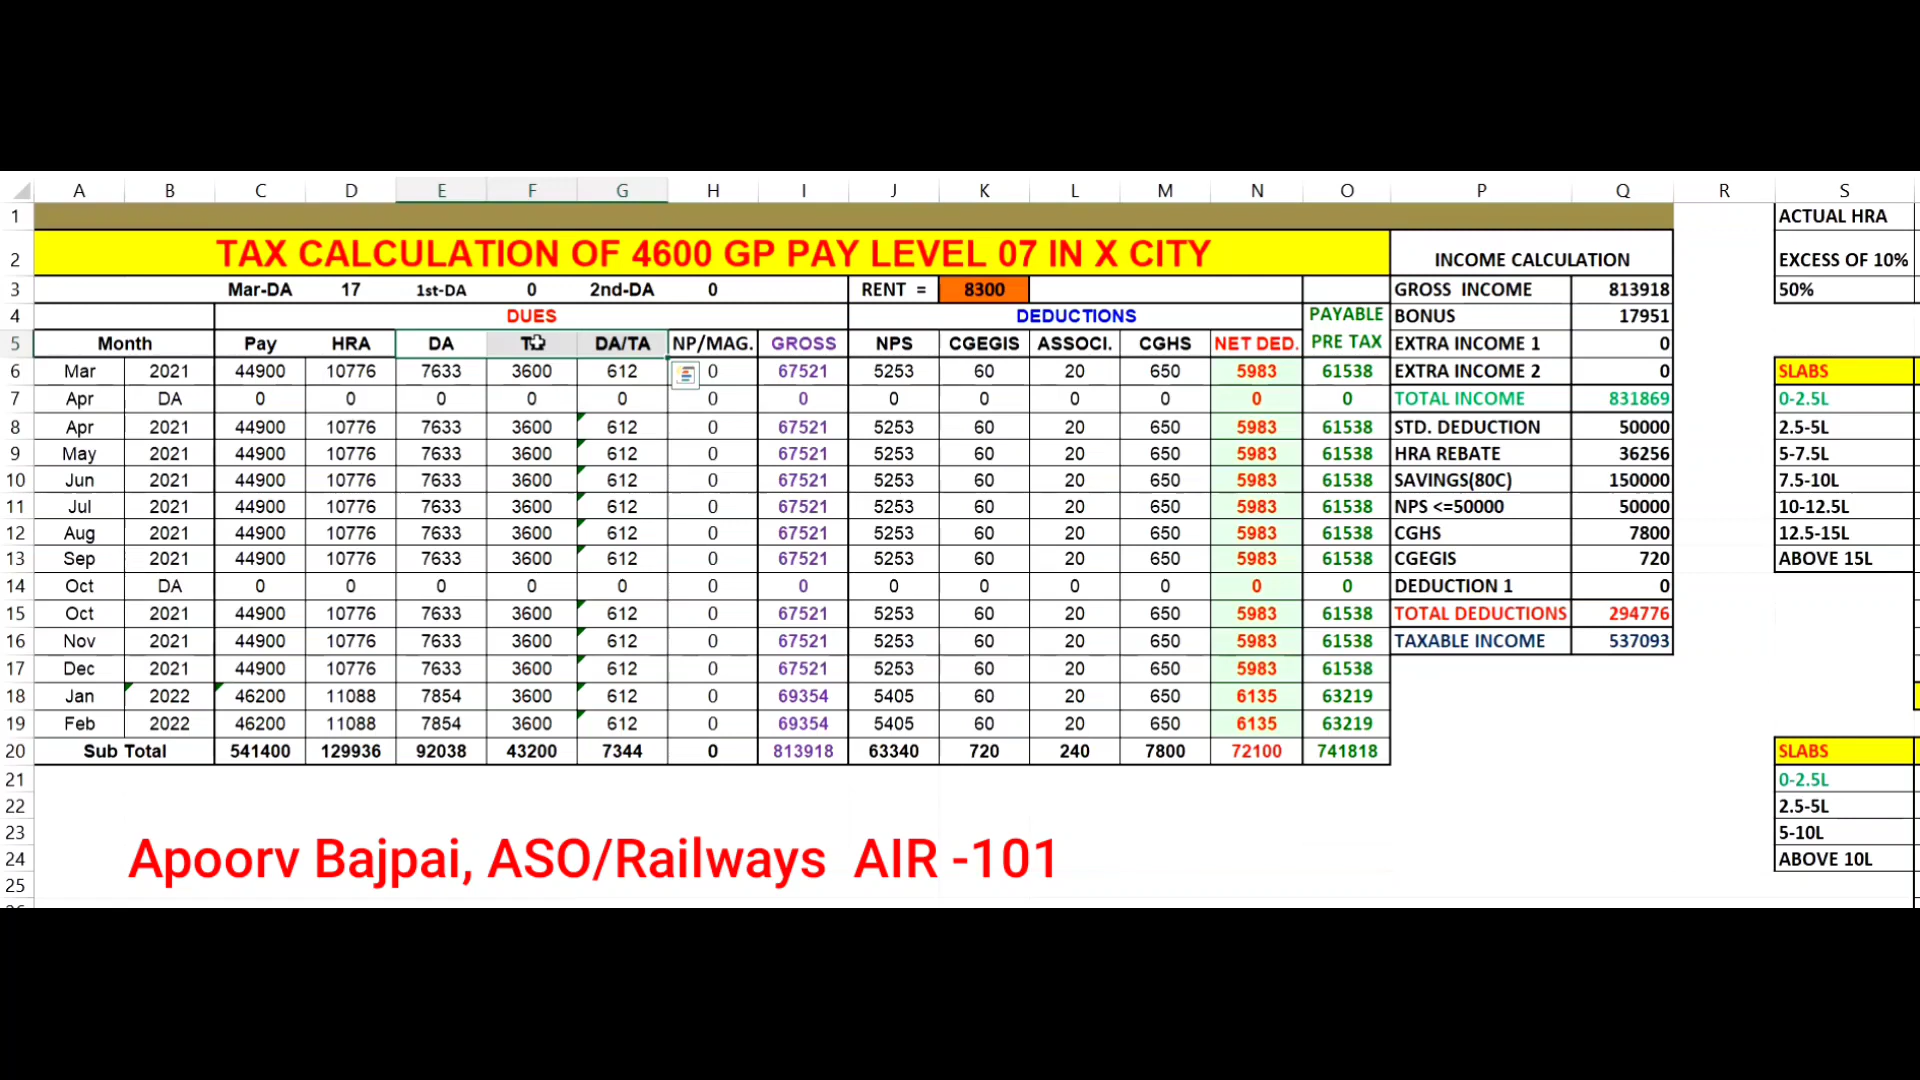 A B C D E F G H I J K L M N O P Q R S
1 ACTUAL HRA
2 TAX CALCULATION OF 4600 GP PAY LEVEL 07 IN X CITY INCOME CALCULATION EXCESS OF 10%
3 Mar-DA 17 1st-DA 0 2nd-DA 0 RENT = 8300 GROSS INCOME 813918 50%
4 DUES DEDUCTIONS PAYABLE BONUS 17951
5 Month Pay HRA DA DA/TA NP/MAG. GROSS NPS CGEGIS ASSOCI. CGHS NET DED. PRE TAX EXTRA INCOME 1 0
6 Mar 2021 44900 10776 7633 3600 612 0 67521 5253 60 20 650 5983 61538 EXTRA INCOME 2 0 SLABS
7 Apr DA 0 0 0 0 0 0 0 0 0 0 0 0 0 TOTAL INCOME 831869 0-2.5L
8 Apr 2021 44900 10776 7633 3600 612 0 67521 5253 60 20 650 5983 61538 STD. DEDUCTION 50000 2.5-5L
9 May 2021 44900 10776 7633 3600 612 0 67521 5253 60 20 650 5983 61538 HRA REBATE 36256 5-7.5L
10 Jun 2021 44900 10776 7633 3600 612 0 67521 5253 60 20 650 5983 61538 SAVINGS(80C) 150000 7.5-10L
11 Jul 2021 44900 10776 7633 3600 612 0 67521 5253 60 20 650 5983 61538 NPS <=50000 50000 10-12.5L
12 Aug 2021 44900 10776 7633 3600 612 0 67521 5253 60 20 650 5983 61538 CGHS 7800 12.5-15L
13 Sep 2021 44900 10776 7633 3600 612 0 67521 5253 60 20 650 5983 61538 CGEGIS 720 ABOVE 15L
14 Oct DA 0 0 0 0 0 0 0 0 0 0 0 0 0 DEDUCTION 1 0
15 Oct 2021 44900 10776 7633 3600 612 0 67521 5253 60 20 650 5983 61538 TOTAL DEDUCTIONS 294776
16 Nov 2021 44900 10776 7633 3600 612 0 67521 5253 60 20 650 5983 61538 TAXABLE INCOME 537093
17 Dec 2021 44900 10776 7633 3600 612 0 67521 5253 60 20 650 5983 61538
18 Jan 2022 46200 11088 7854 3600 612 0 69354 5405 60 20 650 6135 63219
19 Feb 2022 46200 11088 7854 3600 612 0 69354 5405 60 20 650 6135 63219
20 Sub Total 541400 129936 92038 43200 7344 0 813918 63340 720 240 7800 72100 741818 SLABS
21 0-2.5L
22 2.5-5L
23 5-10L
24 Apoorv Bajpai, ASO/Railways AIR -101 ABOVE 10L
25